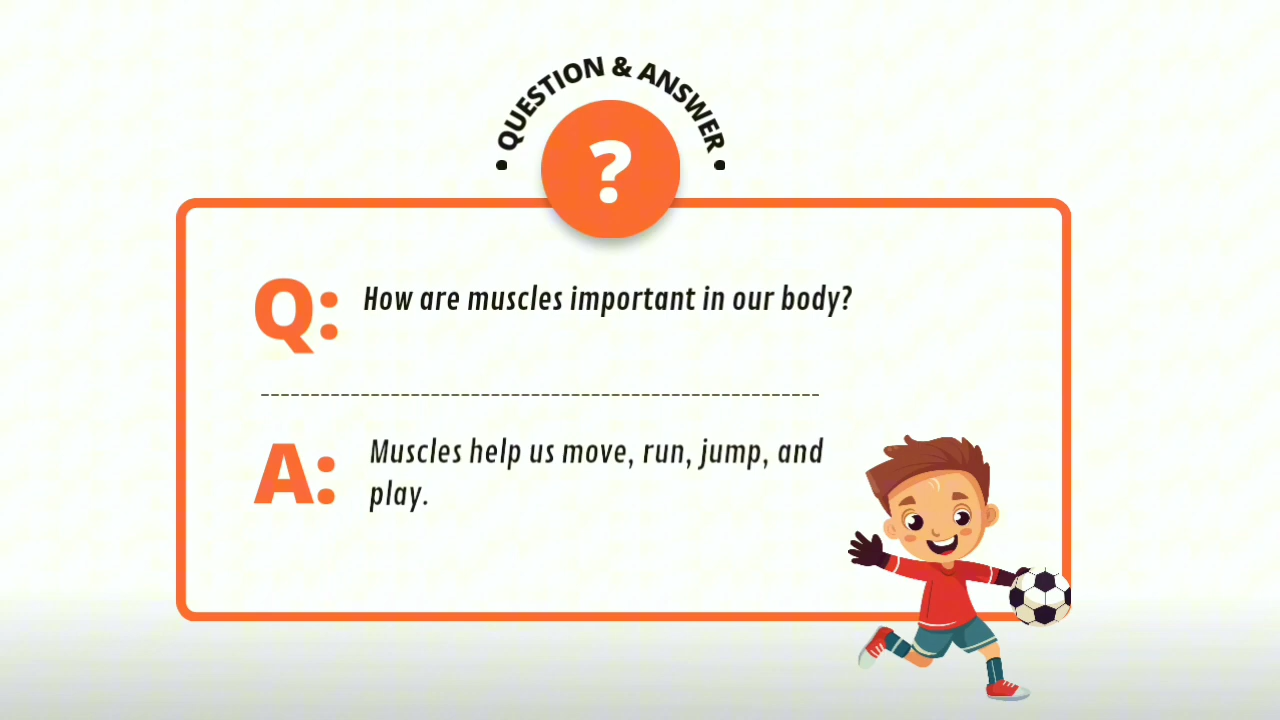 QUESTION & ANSWER
?
Q: How are muscles important in our body?
A: Muscles help us move, run, jump, and
play.